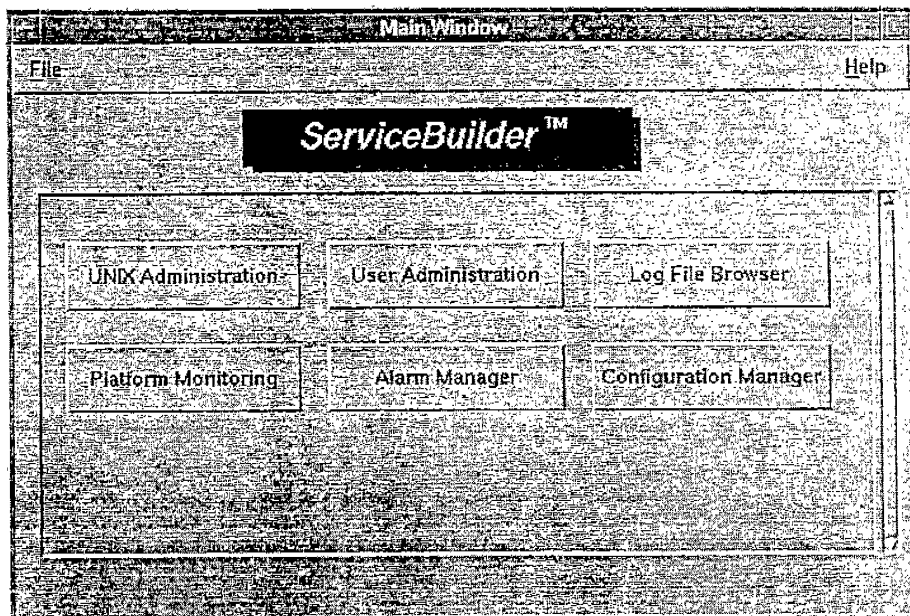 Main Window
File Help
ServiceBuilder™
UNIX Administration User Administration Log File Browser
Platform Monitoring Alarm Manager Configuration Manager